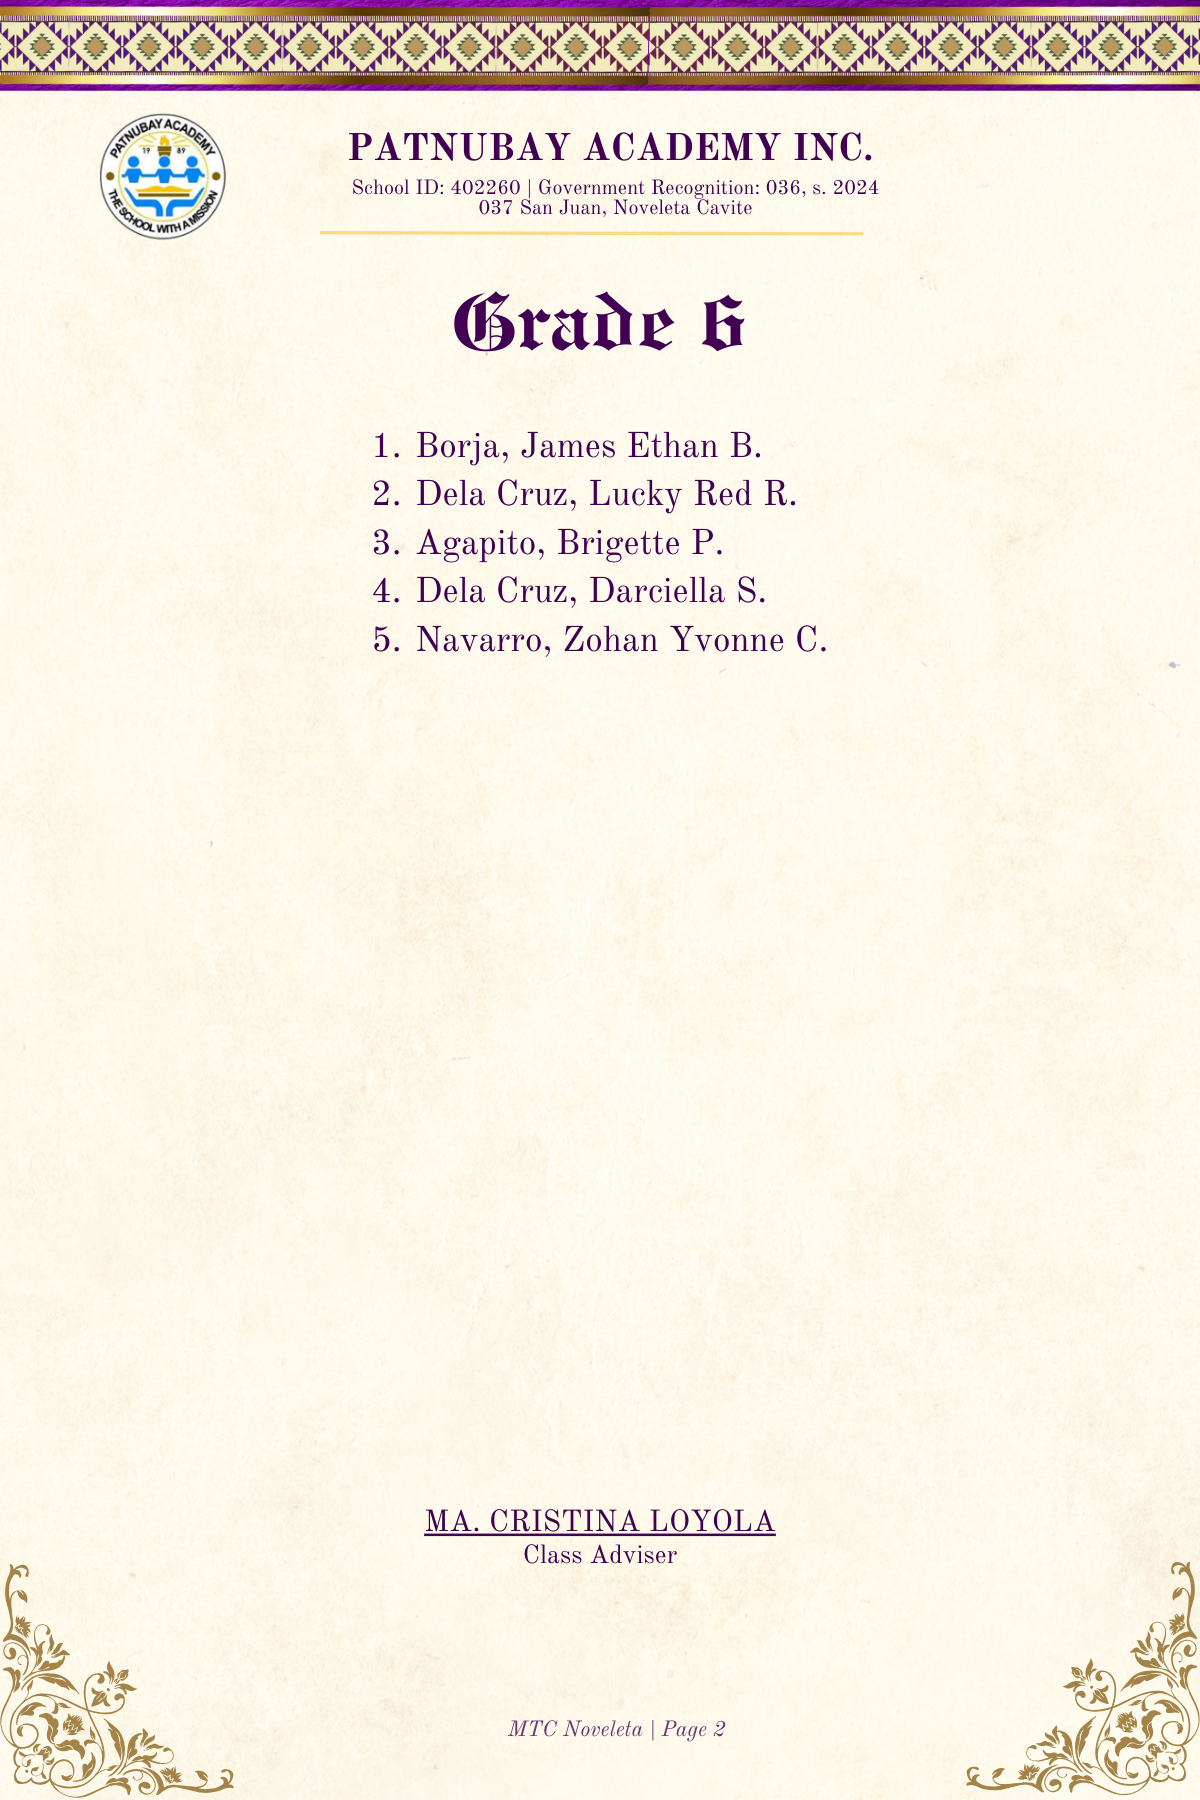 PATNUBAY ACADEMY
19 89
THE SCHOOL WITH A MISSION
PATNUBAY ACADEMY INC.
School ID: 402260 | Government Recognition: 036, s. 2024
037 San Juan, Noveleta Cavite
Grade 6
1. Borja, James Ethan B.
2. Dela Cruz, Lucky Red R.
3. Agapito, Brigette P.
4. Dela Cruz, Darciella S.
5. Navarro, Zohan Yvonne C.
MA. CRISTINA LOYOLA
Class Adviser
MTC Noveleta | Page 2